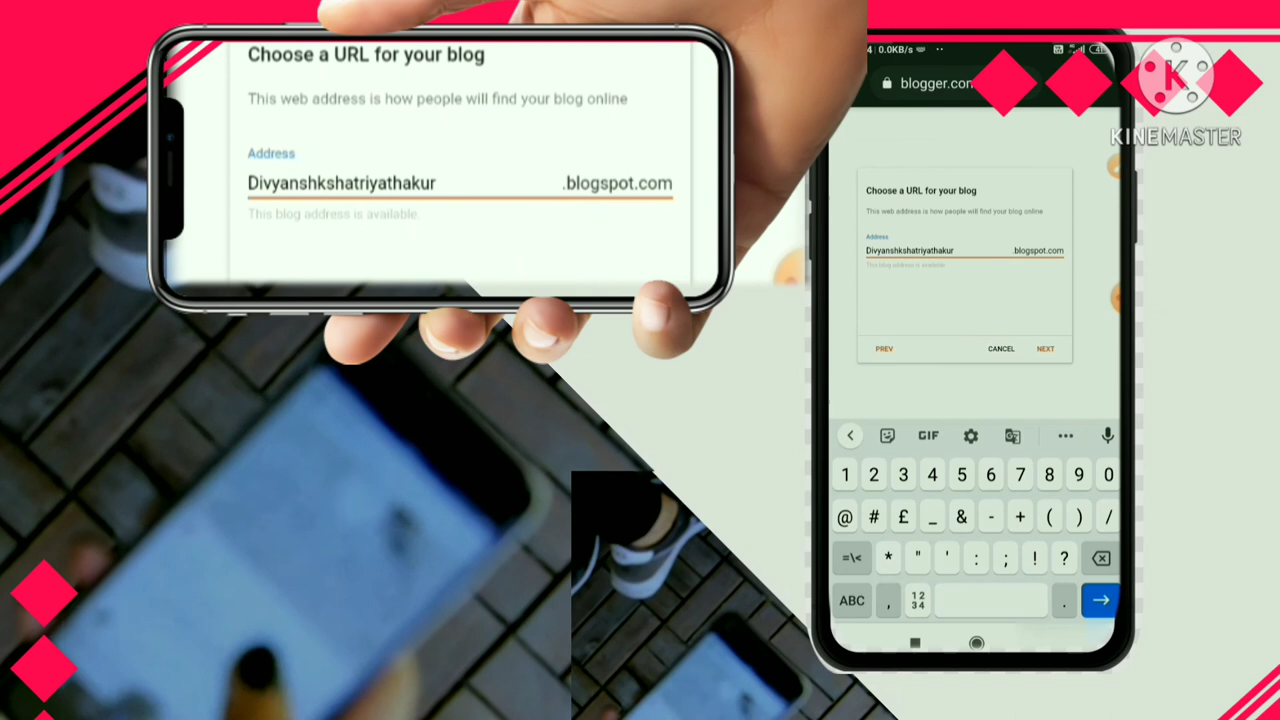 Choose a URL for your blog
This web address is how people will find your blog online
Address
Divyanshkshatriyathakur .blogspot.com
This blog address is available.
4 0.0KB/s
blogger.com
KINEMASTER
Choose a URL for your blog
This web address is how people will find your blog online
Address
Divyanshkshatriyathakur .blogspot.com
This blog address is available.
PREV CANCEL NEXT
GIF
1 2 3 4 5 6 7 8 9 0
@ # £ _ & - + ( ) /
=\< * " ' : ; ! ?
ABC , 12 34 .